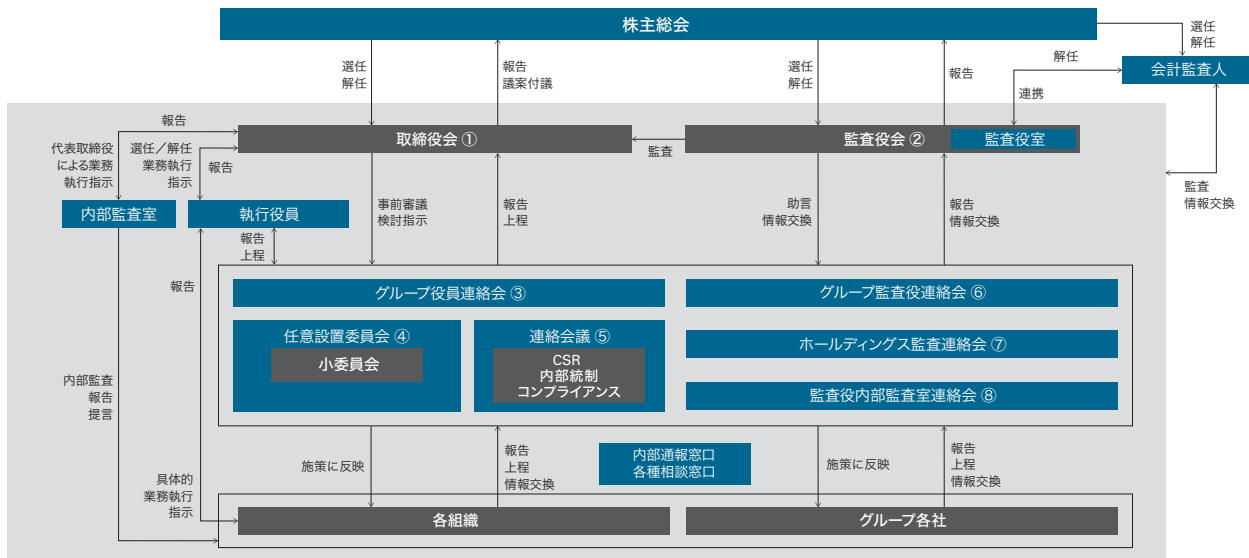 株主総会
選任
解任
会計監査人
選任
解任
報告
議案付議
選任
解任
報告
解任
連携
報告
取締役会 ①
監査
監査役会 ②
監査役室
代表取締役
による業務
執行指示
選任／解任
業務執行
指示
報告
監査
情報交換
内部監査室
執行役員
事前審議
検討指示
報告
上程
助言
情報交換
報告
情報交換
報告
上程
報告
グループ役員連絡会 ③
グループ監査役連絡会 ⑥
任意設置委員会 ④
小委員会
連絡会議 ⑤
CSR
内部統制
コンプライアンス
ホールディングス監査連絡会 ⑦
監査役内部監査室連絡会 ⑧
内部監査
報告
提言
施策に反映
報告
上程
情報交換
内部通報窓口
各種相談窓口
施策に反映
報告
上程
情報交換
具体的
業務執行
指示
各組織
グループ各社